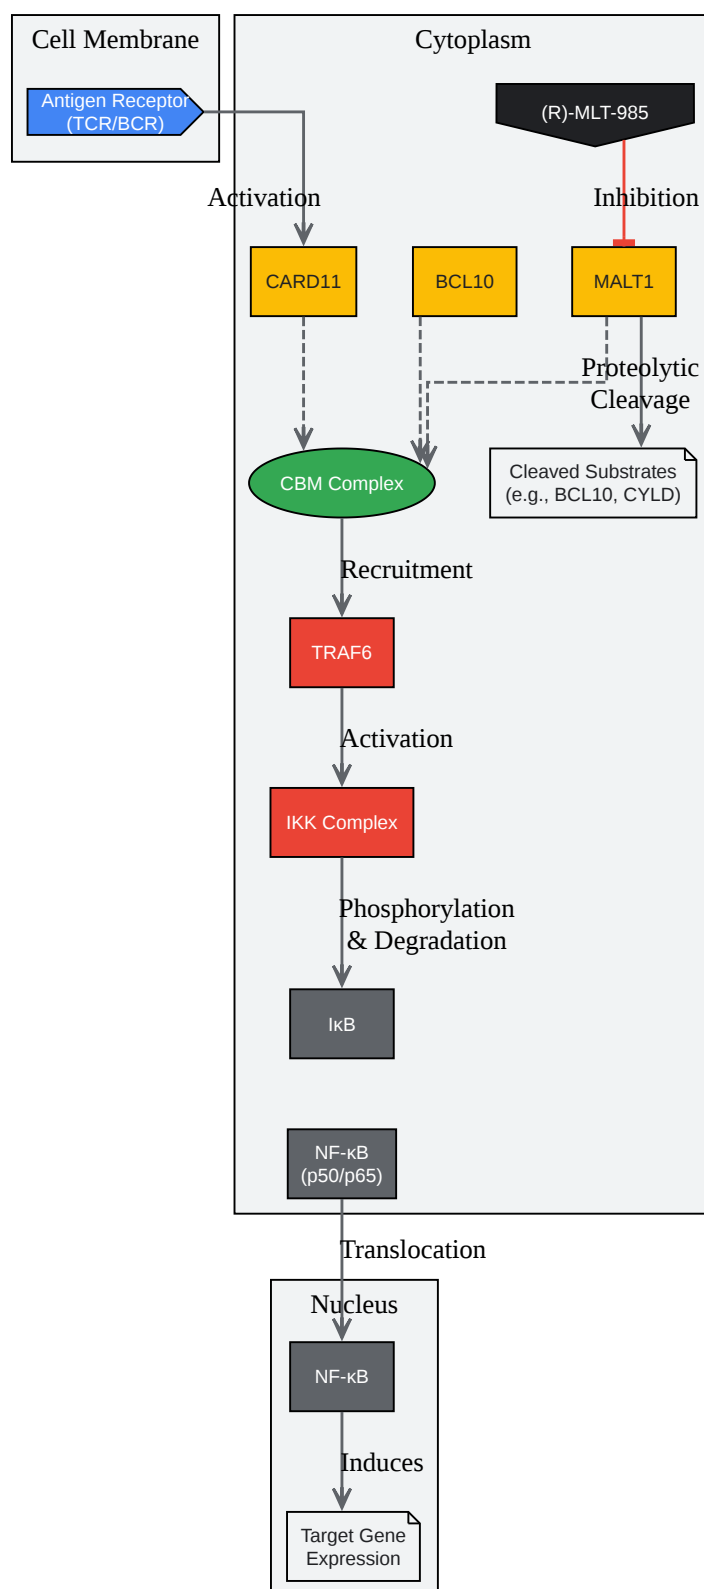 Cell Membrane
Cytoplasm
Antigen Receptor
(TCR/BCR)
(R)-MLT-985
Activation
Inhibition
CARD11
BCL10
MALT1
Proteolytic
Cleavage
CBM Complex
Cleaved Substrates
(e.g., BCL10, CYLD)
Recruitment
TRAF6
Activation
IKK Complex
Phosphorylation
& Degradation
IκB
NF-κB
(p50/p65)
Translocation
Nucleus
NF-κB
Induces
Target Gene
Expression